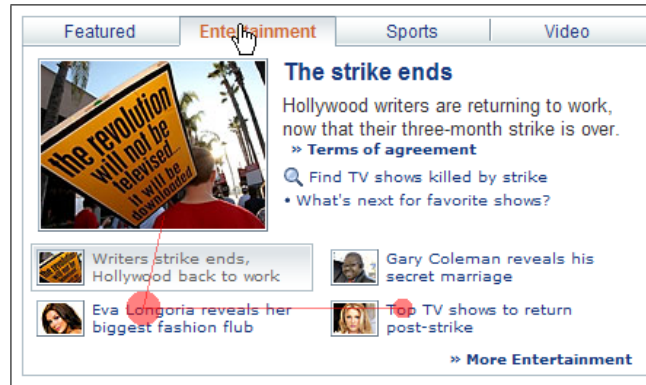 Featured
Entertainment
Sports
Video
the revolution
will not be
televised...
it will be
downloaded
The strike ends
Hollywood writers are returning to work,
now that their three-month strike is over.
» Terms of agreement
Find TV shows killed by strike
• What's next for favorite shows?
Writers strike ends,
Hollywood back to work
Gary Coleman reveals his
secret marriage
Eva Longoria reveals her
biggest fashion flub
Top TV shows to return
post-strike
» More Entertainment